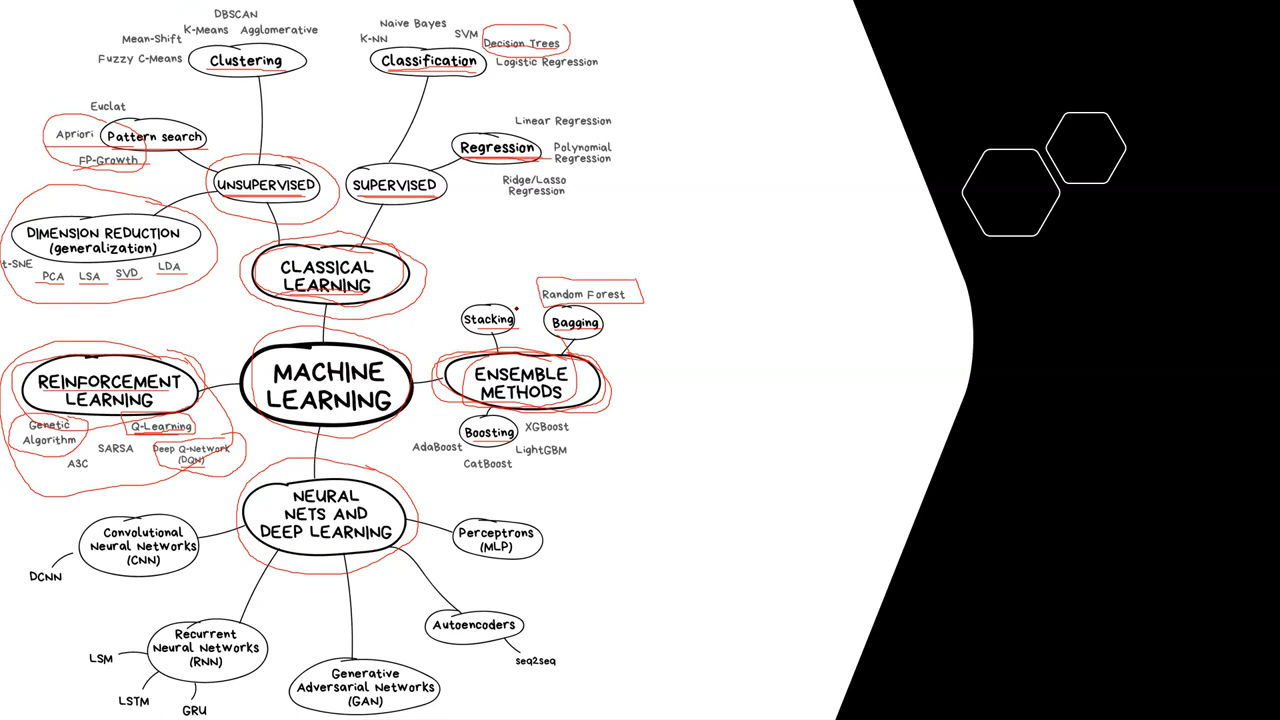 DBSCAN
K-Means
Agglomerative
Mean-Shift
Fuzzy C-Means
Clustering
Naive Bayes
K-NN
SVM
Decision Trees
Classification
Logistic Regression
Euclat
Apriori
Pattern search
FP-Growth
Linear Regression
Regression
Polynomial
Regression
Ridge/Lasso
Regression
UNSUPERVISED
SUPERVISED
DIMENSION REDUCTION
(generalization)
t-SNE
PCA
LSA
SVD
LDA
CLASSICAL
LEARNING
Random Forest
Stacking
Bagging
MACHINE
LEARNING
ENSEMBLE
METHODS
REINFORCEMENT
LEARNING
Genetic
Algorithm
Q-Learning
SARSA
Deep Q-Network
(DQN)
A3C
Boosting
XGBoost
AdaBoost
LightGBM
CatBoost
NEURAL
NETS AND
DEEP LEARNING
Convolutional
Neural Networks
(CNN)
DCNN
Perceptrons
(MLP)
Autoencoders
seq2seq
Recurrent
Neural Networks
(RNN)
LSM
LSTM
GRU
Generative
Adversarial Networks
(GAN)